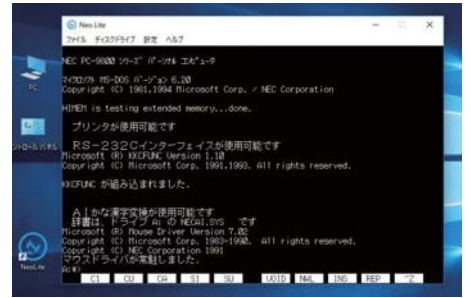 Neo Lite
ファイル ディスクドライブ 設定 ヘルプ
NEC PC-9800 シリーズ パーソナル コンピュータ
マイクロソフト MS-DOS バージョン 6.20
Copyright (C) 1981,1994 Microsoft Corp. / NEC Corporation
HIMEM is testing extended memory...done.
プリンタが使用可能です
RS-232Cインターフェイスが使用可能です
Microsoft (R) KKCFUNC Version 1.10
Copyright (C) Microsoft Corp. 1991,1993. All rights reserved.
KKCFUNC が組み込まれました.
AIかな漢字変換が使用可能です
辞書は、ドライブ A: の NECAI.SYS です
Microsoft (R) Mouse Driver Version 7.02
Copyright (C) Microsoft Corp. 1983-1990. All rights reserved.
Copyright (C) NEC Corporation 1991
マウスドライバが常駐しました.
A:¥>
C1 CU CA S1 SU VOID NWL INS REP ^Z
PC
コントロール パネル
NeoLite